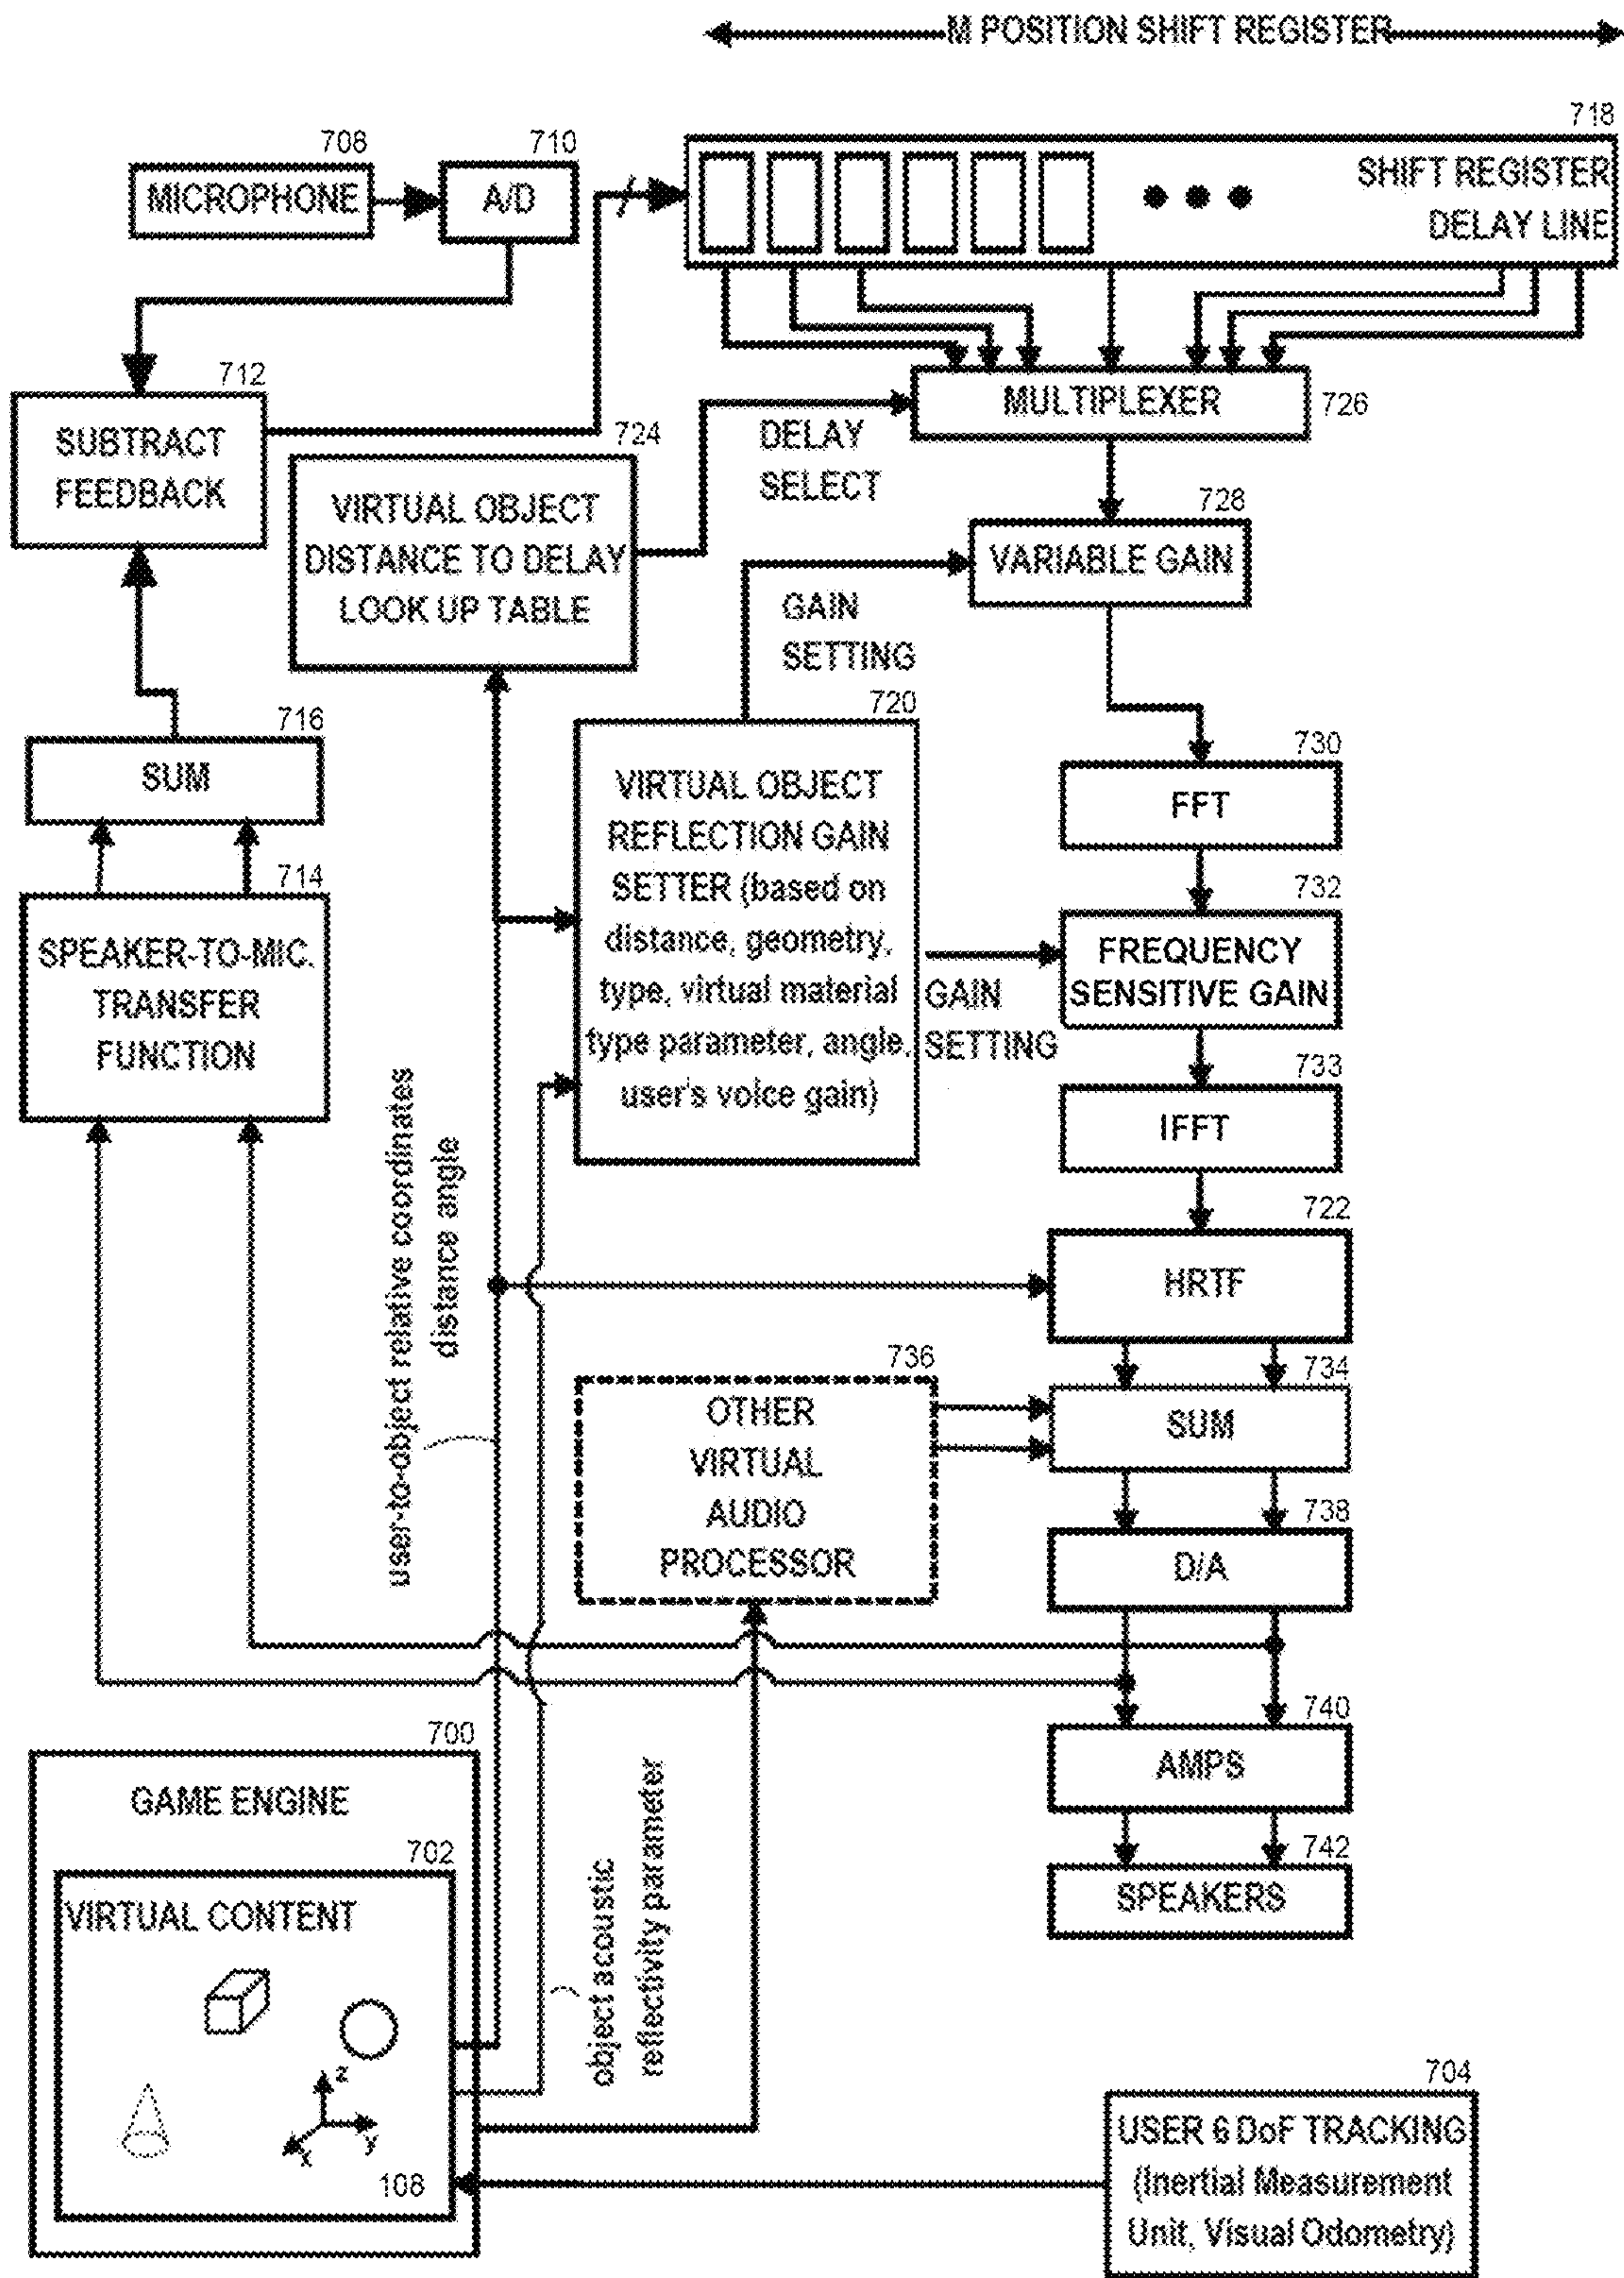 M POSITION SHIFT REGISTER
718
708
710
MICROPHONE
A/D
SHIFT REGISTER
DELAY LINE
712
SUBTRACT
FEEDBACK
724
VIRTUAL OBJECT
DISTANCE TO DELAY
LOOK UP TABLE
DELAY
SELECT
MULTIPLEXER
726
728
VARIABLE GAIN
GAIN
SETTING
716
SUM
720
VIRTUAL OBJECT
REFLECTION GAIN
SETTER (based on
distance, geometry,
type, virtual material
type parameter, angle,
user's voice gain)
730
FFT
714
SPEAKER-TO-MIC.
TRANSFER
FUNCTION
732
FREQUENCY
SENSITIVE GAIN
GAIN
SETTING
733
IFFT
user-to-object relative coordinates
distance angle
722
HRTF
736
OTHER
VIRTUAL
AUDIO
PROCESSOR
734
SUM
738
D/A
740
AMPS
742
SPEAKERS
700
GAME ENGINE
702
VIRTUAL CONTENT
z
x
y
108
object acoustic
reflectivity parameter
704
USER 6 DoF TRACKING
(Inertial Measurement
Unit, Visual Odometry)